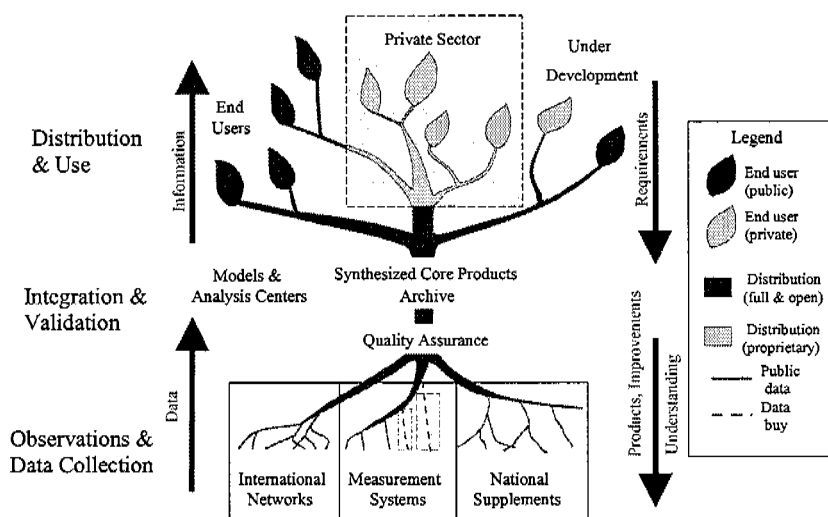 Private Sector
Under
Development
End
Users
Distribution
& Use
Information
Requirements
Legend
End user
(public)
End user
(private)
Distribution
(full & open)
Distribution
(proprietary)
Public
data
Data
buy
Integration &
Validation
Models &
Analysis Centers
Synthesized Core Products
Archive
Quality Assurance
Data
Products, Improvements
Understanding
Observations &
Data Collection
International
Networks
Measurement
Systems
National
Supplements